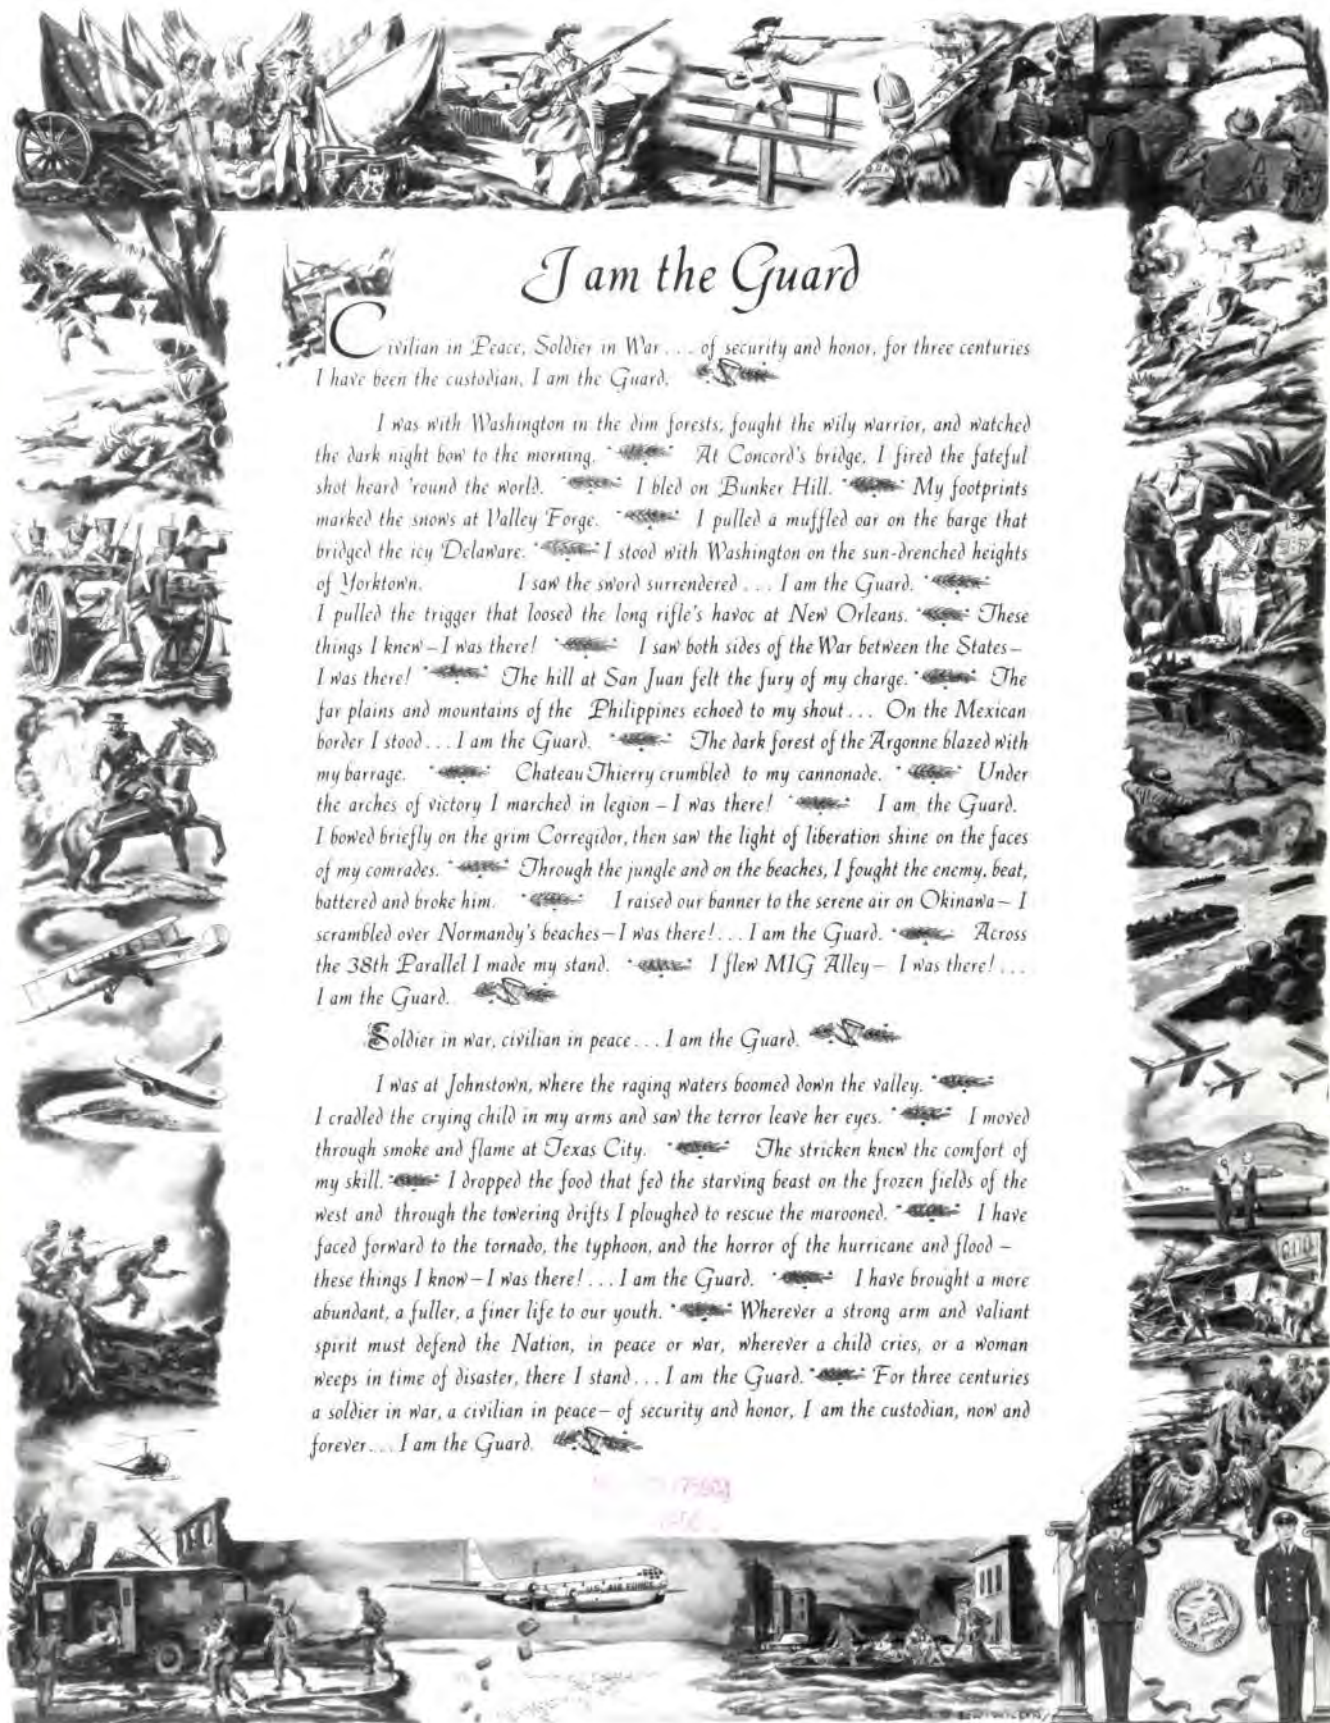 I am the Guard
Civilian in Peace, Soldier in War . . . of security and honor, for three centuries
I have been the custodian, I am the Guard.
I was with Washington in the dim forests, fought the wily warrior, and watched
the dark night bow to the morning. At Concord's bridge, I fired the fateful
shot heard 'round the world. I bled on Bunker Hill. My footprints
marked the snows at Valley Forge. I pulled a muffled oar on the barge that
bridged the icy Delaware. I stood with Washington on the sun-drenched heights
of Yorktown. I saw the sword surrendered . . . I am the Guard.
I pulled the trigger that loosed the long rifle's havoc at New Orleans. These
things I knew – I was there! I saw both sides of the War between the States –
I was there! The hill at San Juan felt the fury of my charge. The
far plains and mountains of the Philippines echoed to my shout . . . On the Mexican
border I stood . . . I am the Guard. The dark forest of the Argonne blazed with
my barrage. Chateau Thierry crumbled to my cannonade. Under
the arches of victory I marched in legion – I was there! I am the Guard.
I bowed briefly on the grim Corregidor, then saw the light of liberation shine on the faces
of my comrades. Through the jungle and on the beaches, I fought the enemy, beat,
battered and broke him. I raised our banner to the serene air on Okinawa – I
scrambled over Normandy's beaches – I was there! . . . I am the Guard. Across
the 38th Parallel I made my stand. I flew MIG Alley – I was there! . . .
I am the Guard.
Soldier in war, civilian in peace . . . I am the Guard.
I was at Johnstown, where the raging waters boomed down the valley.
I cradled the crying child in my arms and saw the terror leave her eyes. I moved
through smoke and flame at Texas City. The stricken knew the comfort of
my skill. I dropped the food that fed the starving beast on the frozen fields of the
west and through the towering drifts I ploughed to rescue the marooned. I have
faced forward to the tornado, the typhoon, and the horror of the hurricane and flood –
these things I know – I was there! . . . I am the Guard. I have brought a more
abundant, a fuller, a finer life to our youth. Wherever a strong arm and valiant
spirit must defend the Nation, in peace or war, wherever a child cries, or a woman
weeps in time of disaster, there I stand . . . I am the Guard. For three centuries
a soldier in war, a civilian in peace – of security and honor, I am the custodian, now and
forever . . . I am the Guard.
U.S. AIR FORCE